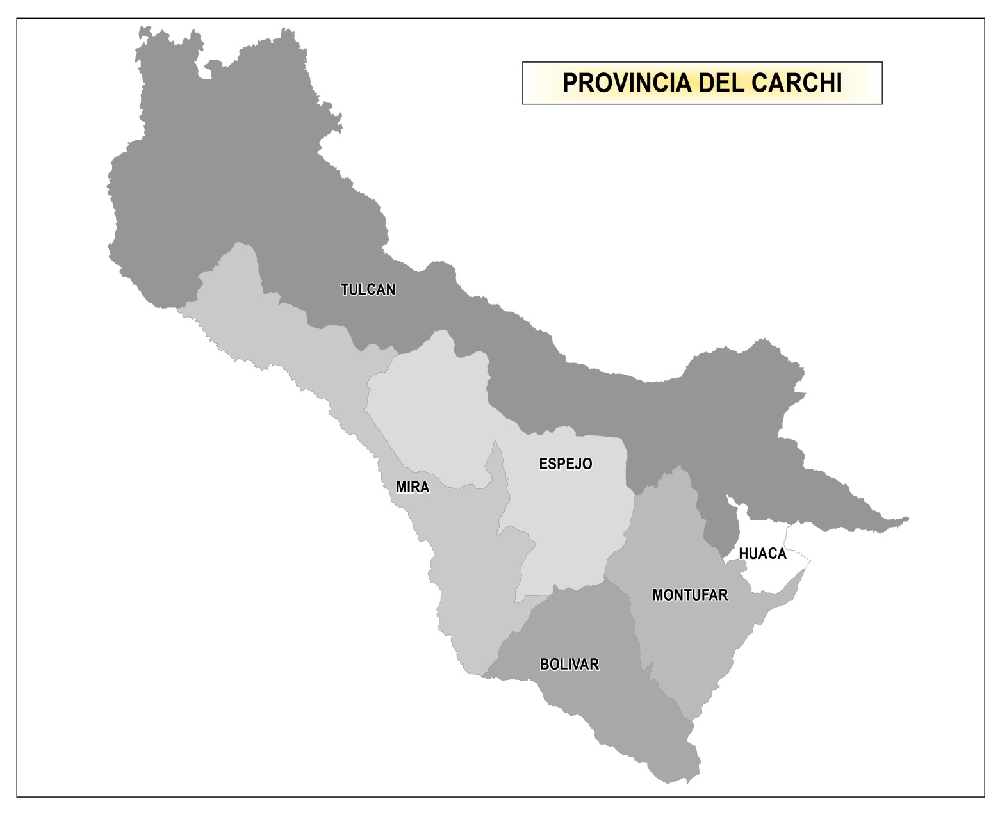 PROVINCIA DEL CARCHI
TULCAN
ESPEJO
MIRA
HUACA
MONTUFAR
BOLIVAR